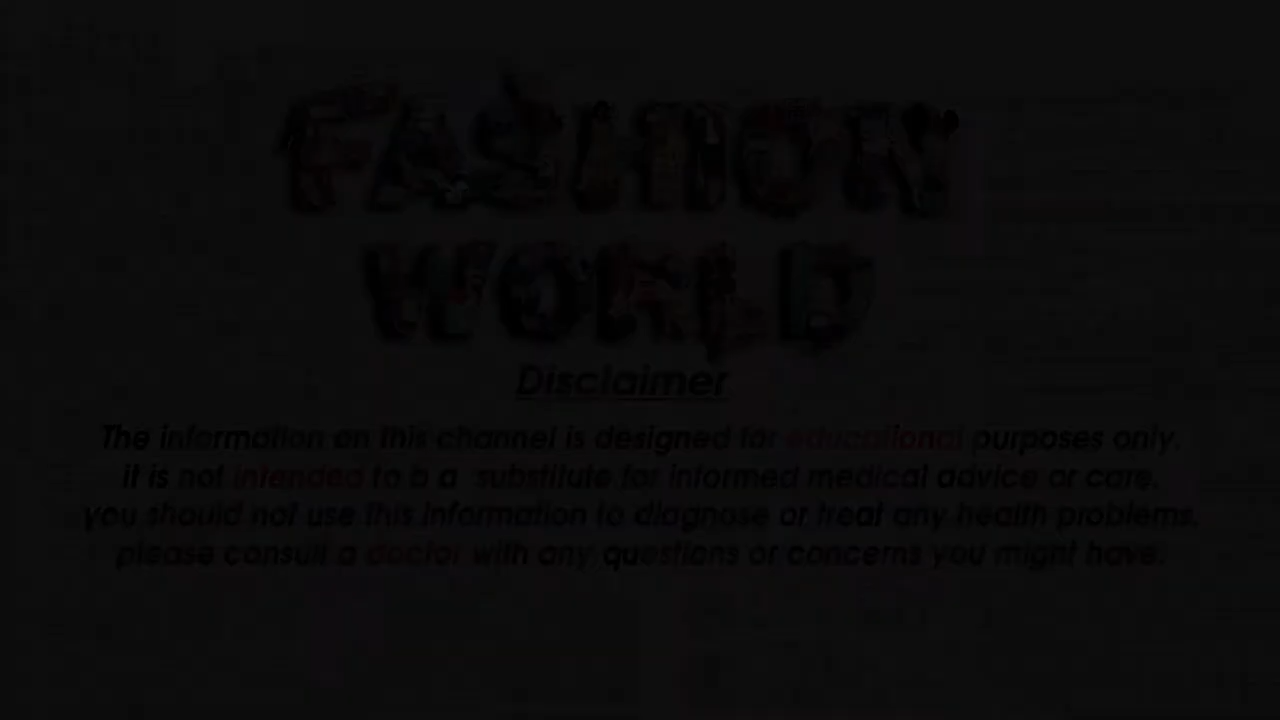 FASHION
WORLD
Disclaimer
The information on this channel is designed for educational purposes only.
it is not intended to b a substitute for informed medical advice or care.
you should not use this information to diagnose or treat any health problems.
please consult a doctor with any questions or concerns you might have.